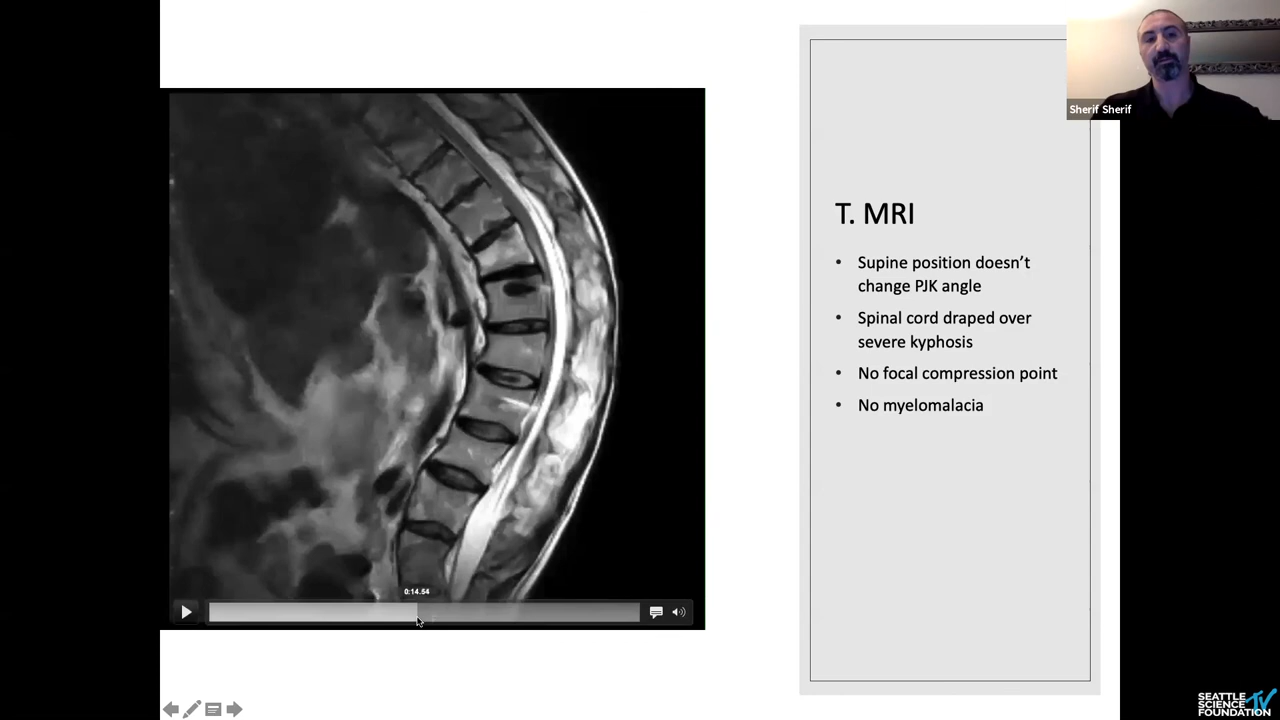 Sherif Sherif
T. MRI
• Supine position doesn’t
change PJK angle
• Spinal cord draped over
severe kyphosis
• No focal compression point
• No myelomalacia
0:14.54
SEATTLE
SCIENCE
FOUNDATION
TV